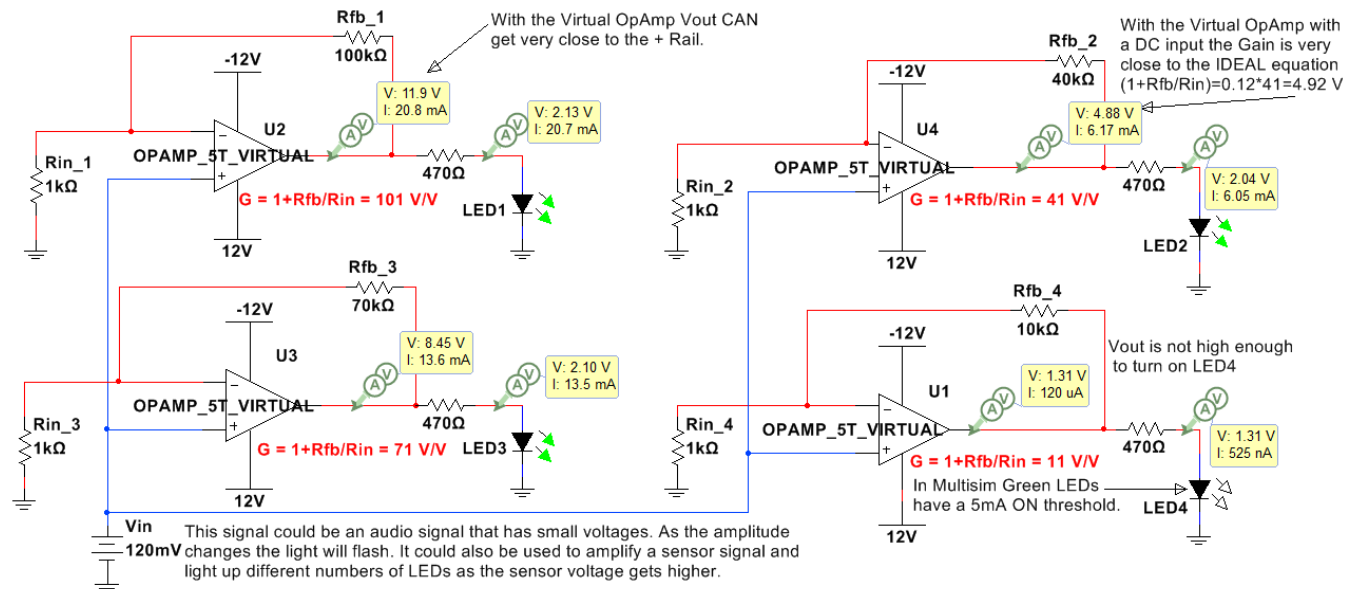 Rfb_1
100kΩ
With the Virtual OpAmp Vout CAN
get very close to the + Rail.
-12V
V: 11.9 V
I: 20.8 mA
A
V
V: 2.13 V
I: 20.7 mA
A
V
U2
OPAMP_5T_VIRTUAL
Rin_1
1kΩ
470Ω
G = 1+Rfb/Rin = 101 V/V
LED1
12V
With the Virtual OpAmp with
a DC input the Gain is very
close to the IDEAL equation
(1+Rfb/Rin)=0.12*41=4.92 V
Rfb_2
40kΩ
-12V
V: 4.88 V
I: 6.17 mA
A
V
U4
OPAMP_5T_VIRTUAL
A
V
V: 2.04 V
I: 6.05 mA
Rin_2
1kΩ
470Ω
G = 1+Rfb/Rin = 41 V/V
LED2
12V
Rfb_3
70kΩ
-12V
V: 8.45 V
I: 13.6 mA
A
V
V: 2.10 V
I: 13.5 mA
A
V
U3
OPAMP_5T_VIRTUAL
Rin_3
1kΩ
470Ω
G = 1+Rfb/Rin = 71 V/V
LED3
12V
Rfb_4
10kΩ
-12V
Vout is not high enough
to turn on LED4
V: 1.31 V
I: 120 uA
A
V
U1
OPAMP_5T_VIRTUAL
A
V
V: 1.31 V
I: 525 nA
Rin_4
1kΩ
470Ω
G = 1+Rfb/Rin = 11 V/V
In Multisim Green LEDs
have a 5mA ON threshold.
LED4
12V
Vin
120mV
This signal could be an audio signal that has small voltages. As the amplitude
changes the light will flash. It could also be used to amplify a sensor signal and
light up different numbers of LEDs as the sensor voltage gets higher.